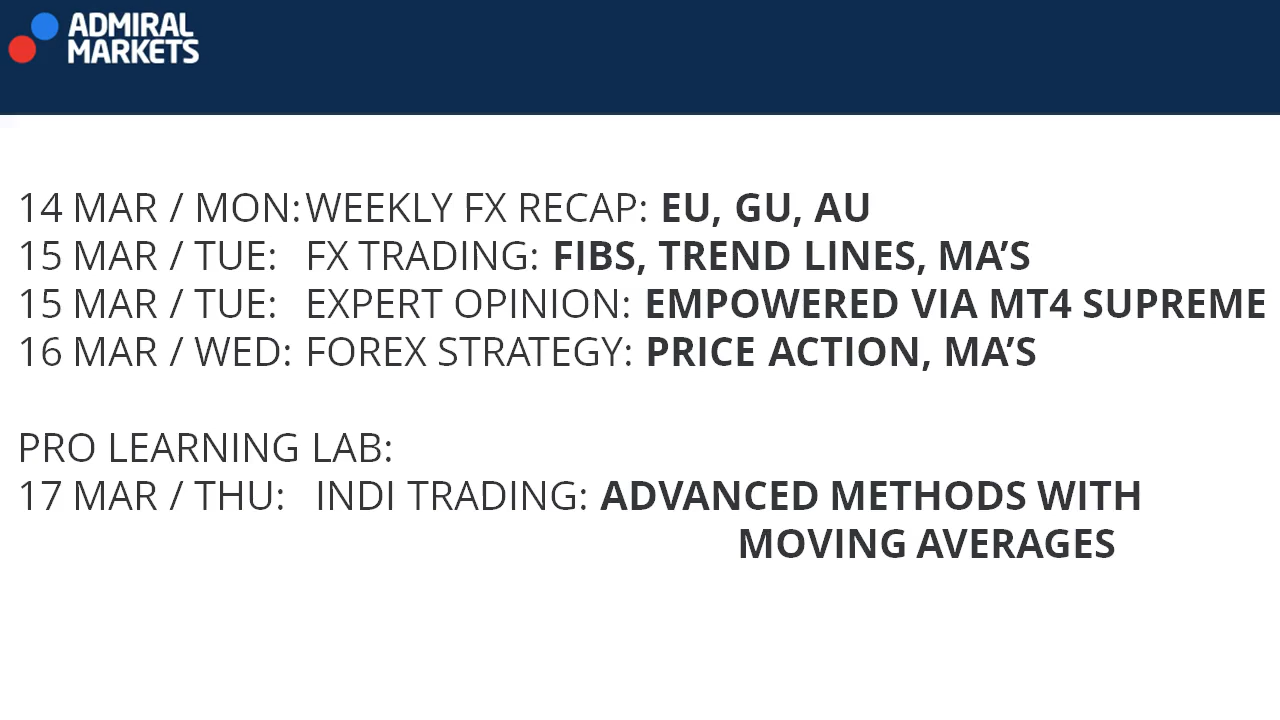 ADMIRAL
MARKETS
14 MAR / MON: WEEKLY FX RECAP: EU, GU, AU
15 MAR / TUE: FX TRADING: FIBS, TREND LINES, MA’S
15 MAR / TUE: EXPERT OPINION: EMPOWERED VIA MT4 SUPREME
16 MAR / WED: FOREX STRATEGY: PRICE ACTION, MA’S
PRO LEARNING LAB:
17 MAR / THU: INDI TRADING: ADVANCED METHODS WITH
MOVING AVERAGES